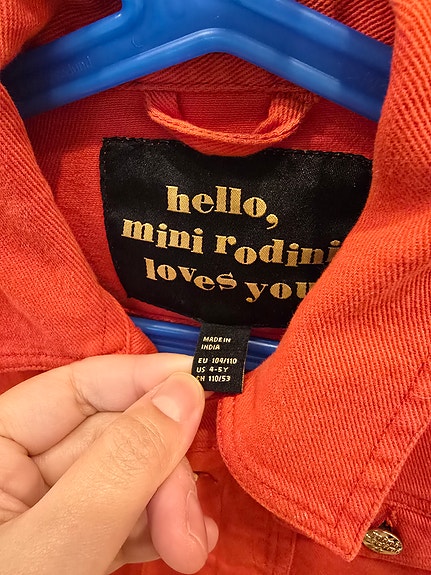 hello,
mini rodini
loves you
MADE IN
INDIA
EU 104/110
US 4-5Y
CH 110/53